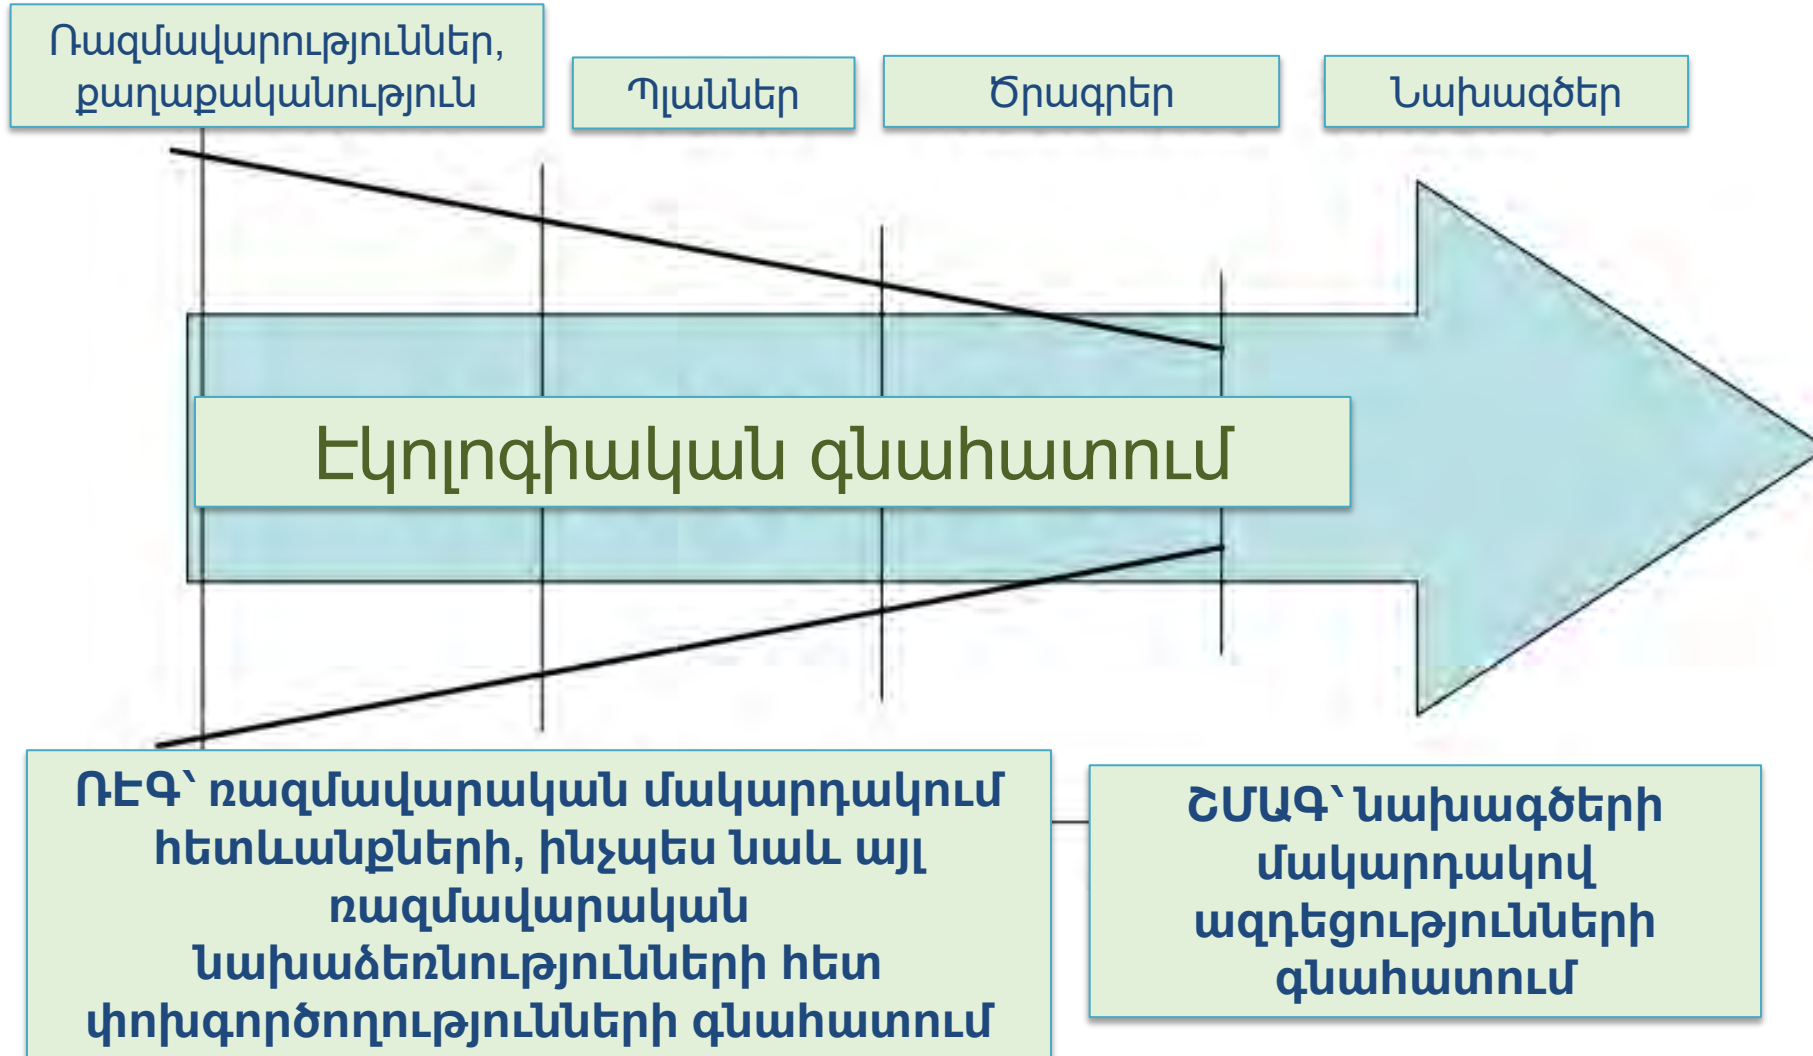 Ռազմավարություններ,
քաղաքականություն
Պլաններ
Ծրագրեր
Նախագծեր
Էկոլոգիական գնահատում
ՌԷԳ՝ ռազմավարական մակարդակում
հետևանքների, ինչպես նաև այլ
ռազմավարական
նախաձեռնությունների հետ
փոխգործողությունների գնահատում
ՇՄԱԳ՝ նախագծերի
մակարդակով
ազդեցությունների
գնահատում